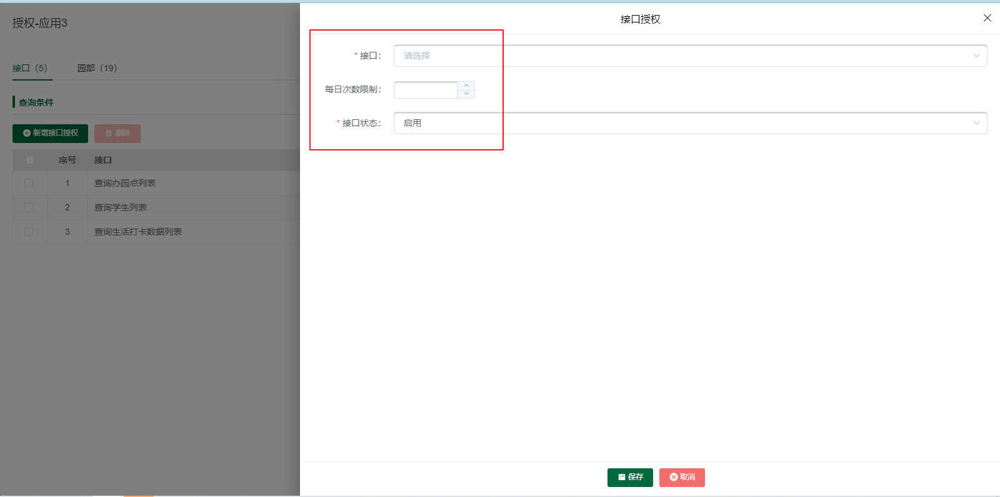 授权-应用3
接口（5） 园部（19）
查询条件
新增接口授权 删除
序号 接口
1 查询办园点列表
2 查询学生列表
3 查询生活打卡数据列表
接口授权
* 接口： 请选择
每日次数限制：
* 接口状态： 启用
保存 取消